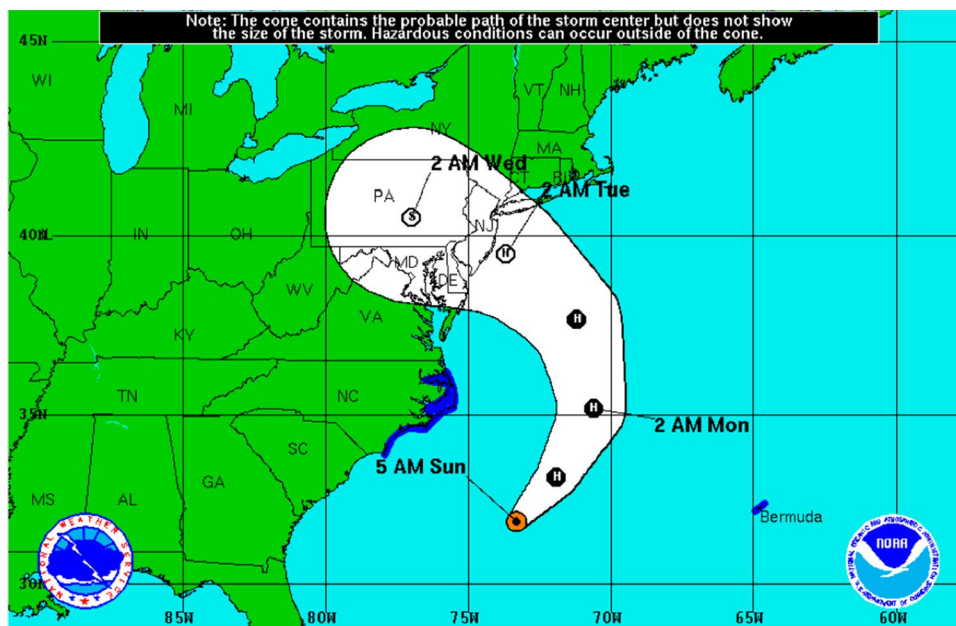 Note: The cone contains the probable path of the storm center but does not show
the size of the storm. Hazardous conditions can occur outside of the cone.
45N
WI
MI
VT
NH
NY
MA
2 AM Wed
CT
RI
2 AM Tue
PA
S
40N
IN
OH
NJ
H
MD
DE
WV
VA
KY
H
TN
NC
H
35N
2 AM Mon
SC
5 AM Sun
H
GA
MS
AL
Bermuda
NATIONAL WEATHER SERVICE
NOAA
30N
85W
80W
75W
70W
65W
60W